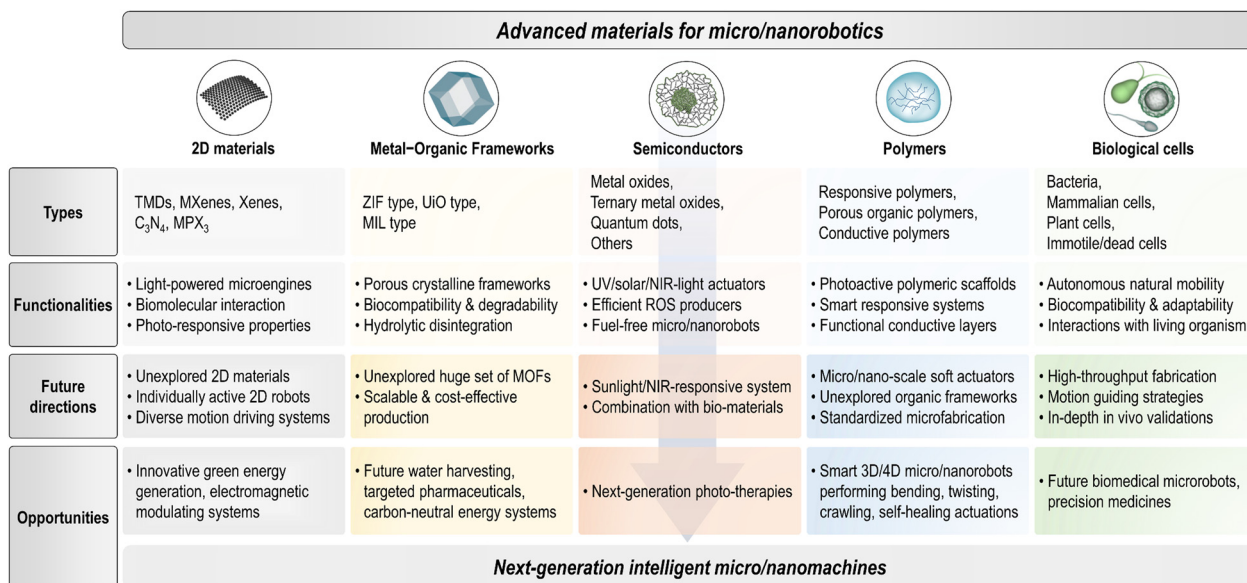 Advanced materials for micro/nanorobotics
2D materials
Metal−Organic Frameworks
Semiconductors
Polymers
Biological cells
Types
TMDs, MXenes, Xenes,
C₃N₄, MPX₃
ZIF type, UiO type,
MIL type
Metal oxides,
Ternary metal oxides,
Quantum dots,
Others
Responsive polymers,
Porous organic polymers,
Conductive polymers
Bacteria,
Mammalian cells,
Plant cells,
Immotile/dead cells
Functionalities
• Light-powered microengines
• Biomolecular interaction
• Photo-responsive properties
• Porous crystalline frameworks
• Biocompatibility & degradability
• Hydrolytic disintegration
• UV/solar/NIR-light actuators
• Efficient ROS producers
• Fuel-free micro/nanorobots
• Photoactive polymeric scaffolds
• Smart responsive systems
• Functional conductive layers
• Autonomous natural mobility
• Biocompatibility & adaptability
• Interactions with living organism
Future
directions
• Unexplored 2D materials
• Individually active 2D robots
• Diverse motion driving systems
• Unexplored huge set of MOFs
• Scalable & cost-effective
production
• Sunlight/NIR-responsive system
• Combination with bio-materials
• Micro/nano-scale soft actuators
• Unexplored organic frameworks
• Standardized microfabrication
• High-throughput fabrication
• Motion guiding strategies
• In-depth in vivo validations
Opportunities
• Innovative green energy
generation, electromagnetic
modulating systems
• Future water harvesting,
targeted pharmaceuticals,
carbon-neutral energy systems
• Next-generation photo-therapies
• Smart 3D/4D micro/nanorobots
performing bending, twisting,
crawling, self-healing actuations
• Future biomedical microrobots,
precision medicines
Next-generation intelligent micro/nanomachines